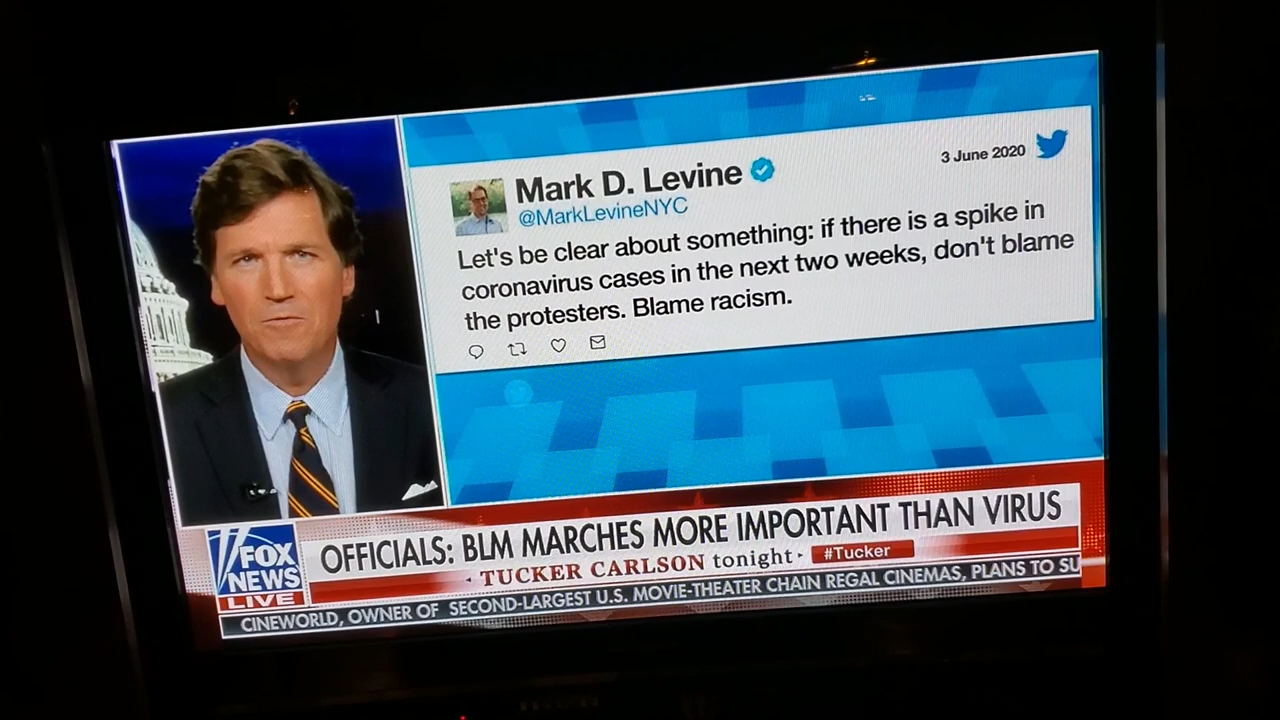 Mark D. Levine
3 June 2020
@MarkLevineNYC
Let's be clear about something: if there is a spike in
coronavirus cases in the next two weeks, don't blame
the protesters. Blame racism.
FOX
NEWS
LIVE
OFFICIALS: BLM MARCHES MORE IMPORTANT THAN VIRUS
TUCKER CARLSON tonight
#Tucker
CINEWORLD, OWNER OF SECOND-LARGEST U.S. MOVIE-THEATER CHAIN REGAL CINEMAS, PLANS TO SU